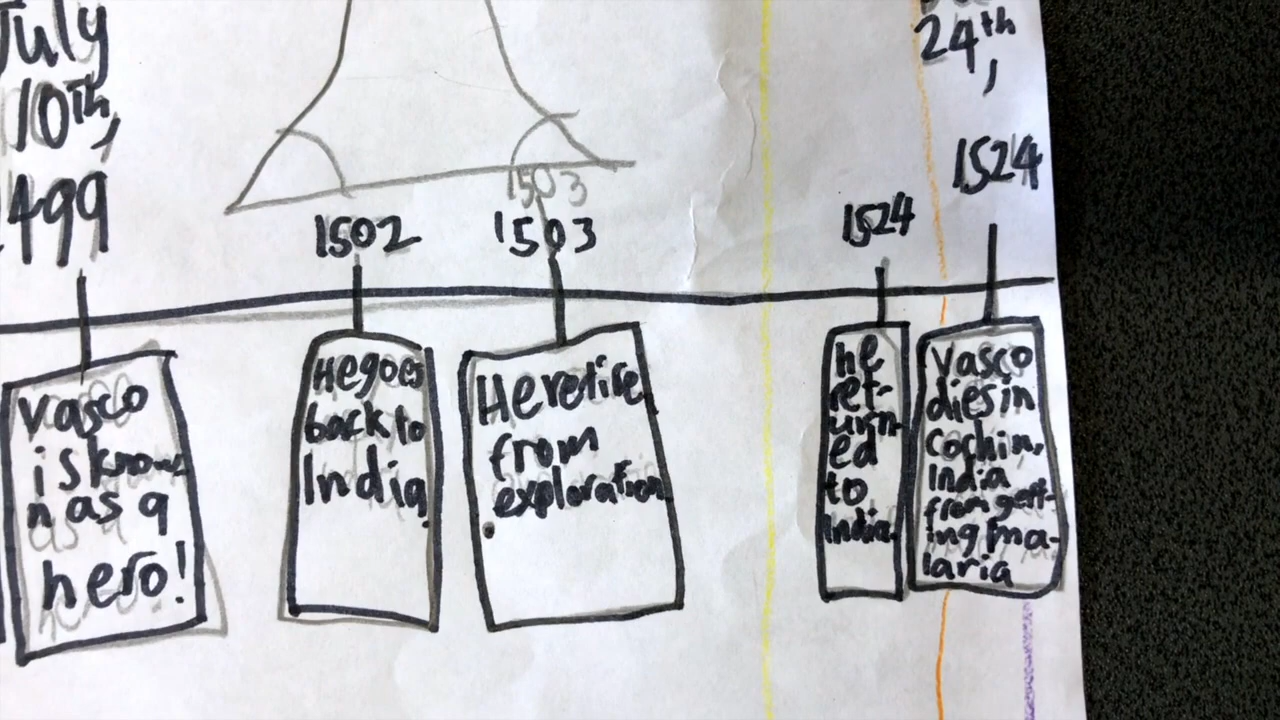 July
10th,
1499
Vasco
is know
n as a
hero!
1502
He goes
back to
India.
1503
1503
He retire
from
exploration
.
1524
he
ret-
urn-
ed
to
India.
24th,
1524
Vasco
dies in
Cochin,
India
from gett-
ing ma-
laria